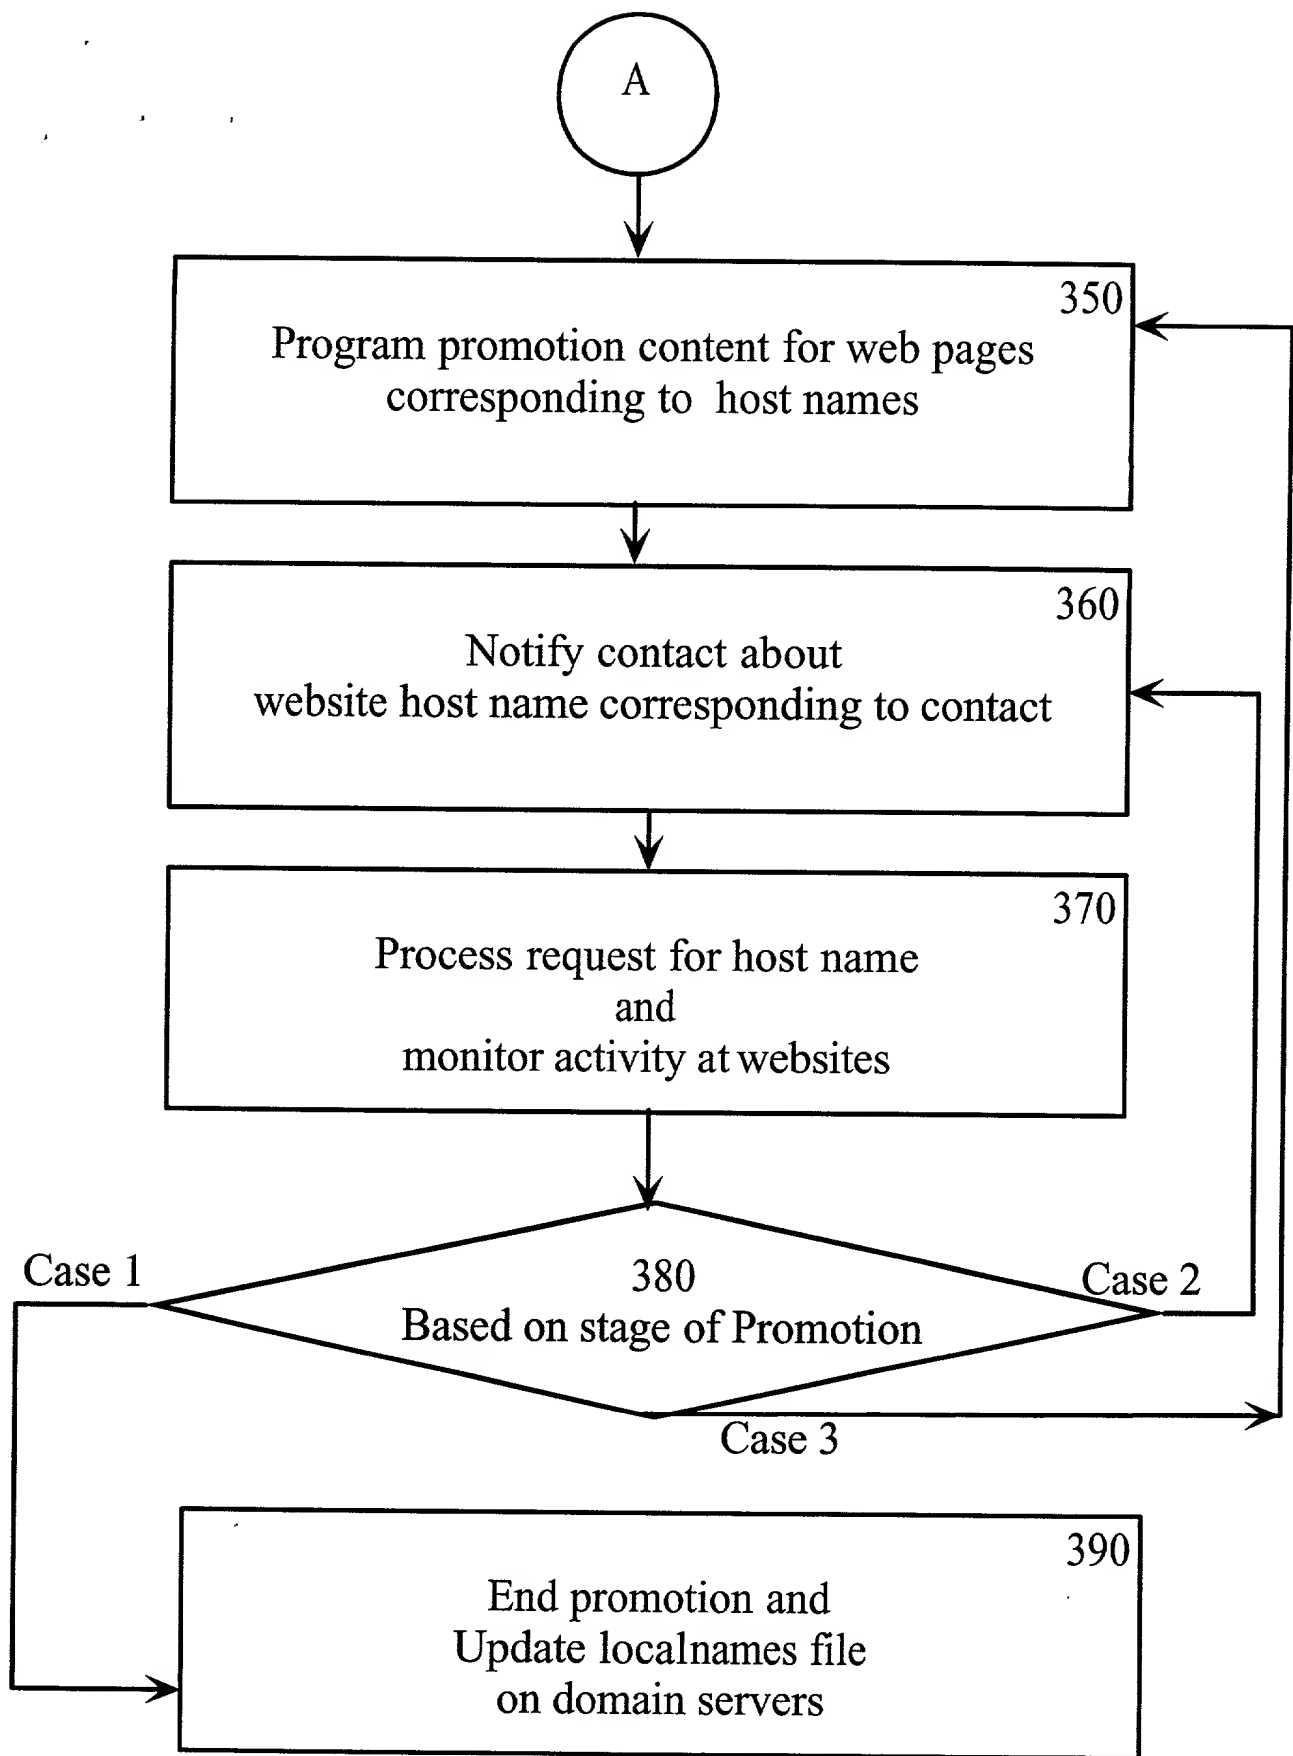 A
350
Program promotion content for web pages
corresponding to host names
360
Notify contact about
website host name corresponding to contact
370
Process request for host name
and
monitor activity at websites
Case 1
380
Case 2
Based on stage of Promotion
Case 3
390
End promotion and
Update localnames file
on domain servers